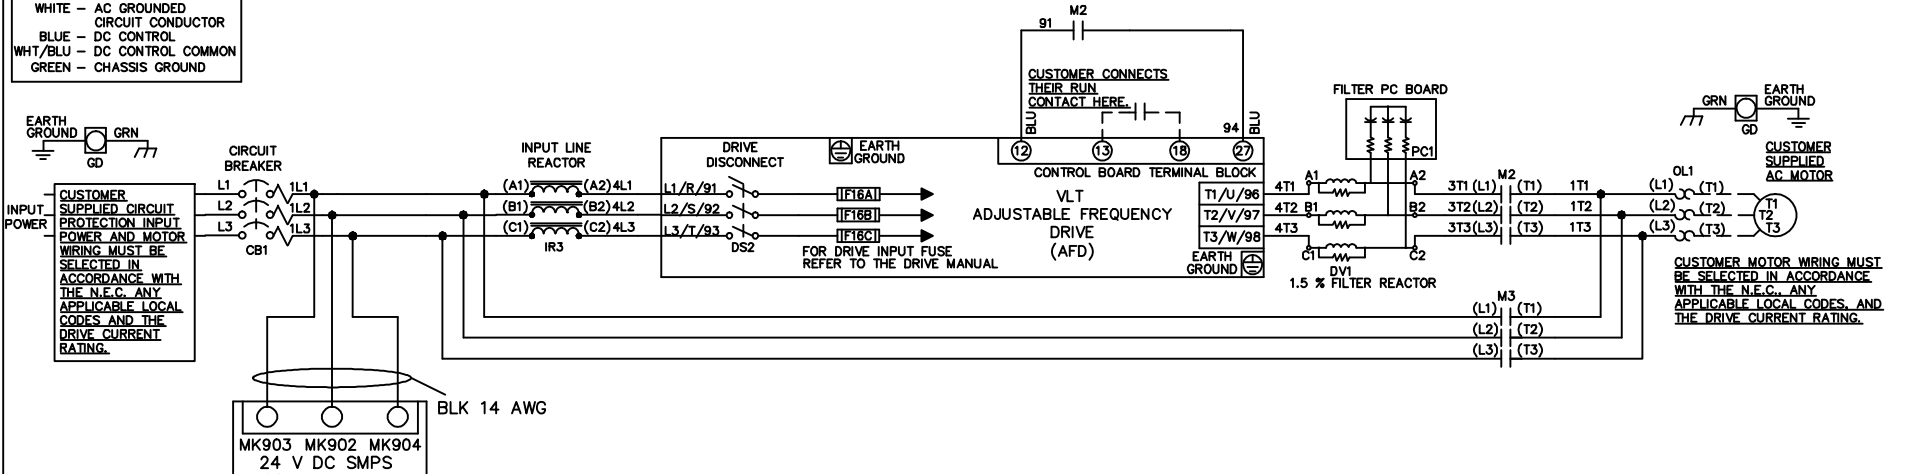 WHITE – AC GROUNDED
CIRCUIT CONDUCTOR
BLUE – DC CONTROL
WHT/BLU – DC CONTROL COMMON
GREEN – CHASSIS GROUND
EARTH
GROUND
GRN
GD
INPUT
POWER
CUSTOMER
SUPPLIED CIRCUIT
PROTECTION INPUT
POWER AND MOTOR
WIRING MUST BE
SELECTED IN
ACCORDANCE WITH
THE N.E.C. ANY
APPLICABLE LOCAL
CODES AND THE
DRIVE CURRENT
RATING.
CIRCUIT
BREAKER
L1 1L1
L2 1L2
L3 1L3
CB1
BLK 14 AWG
MK903 MK902 MK904
24 V DC SMPS
INPUT LINE
REACTOR
(A1) (A2) 4L1
(B1) (B2) 4L2
(C1) (C2) 4L3
IR3
L1/R/91
L2/S/92
L3/T/93
DRIVE
DISCONNECT
DS2
EARTH
GROUND
F16A
F16B
F16C
FOR DRIVE INPUT FUSE
REFER TO THE DRIVE MANUAL
M2
91
CUSTOMER CONNECTS
THEIR RUN
CONTACT HERE.
BLU
94
BLU
12 13 18 27
CONTROL BOARD TERMINAL BLOCK
VLT
ADJUSTABLE FREQUENCY
DRIVE
(AFD)
T1/U/96
T2/V/97
T3/W/98
EARTH
GROUND
4T1
4T2
4T3
FILTER PC BOARD
PC1
A1 A2
B1 B2
C1 C2
DV1
1.5 % FILTER REACTOR
M2
3T1 (L1) (T1) 1T1
3T2 (L2) (T2) 1T2
3T3 (L3) (T3) 1T3
M3
(L1) (T1)
(L2) (T2)
(L3) (T3)
OL1
(L1) (T1)
(L2) (T2)
(L3) (T3)
T1
T2
T3
GRN
EARTH
GROUND
GD
CUSTOMER
SUPPLIED
AC MOTOR
CUSTOMER MOTOR WIRING MUST
BE SELECTED IN ACCORDANCE
WITH THE N.E.C., ANY
APPLICABLE LOCAL CODES, AND
THE DRIVE CURRENT RATING.